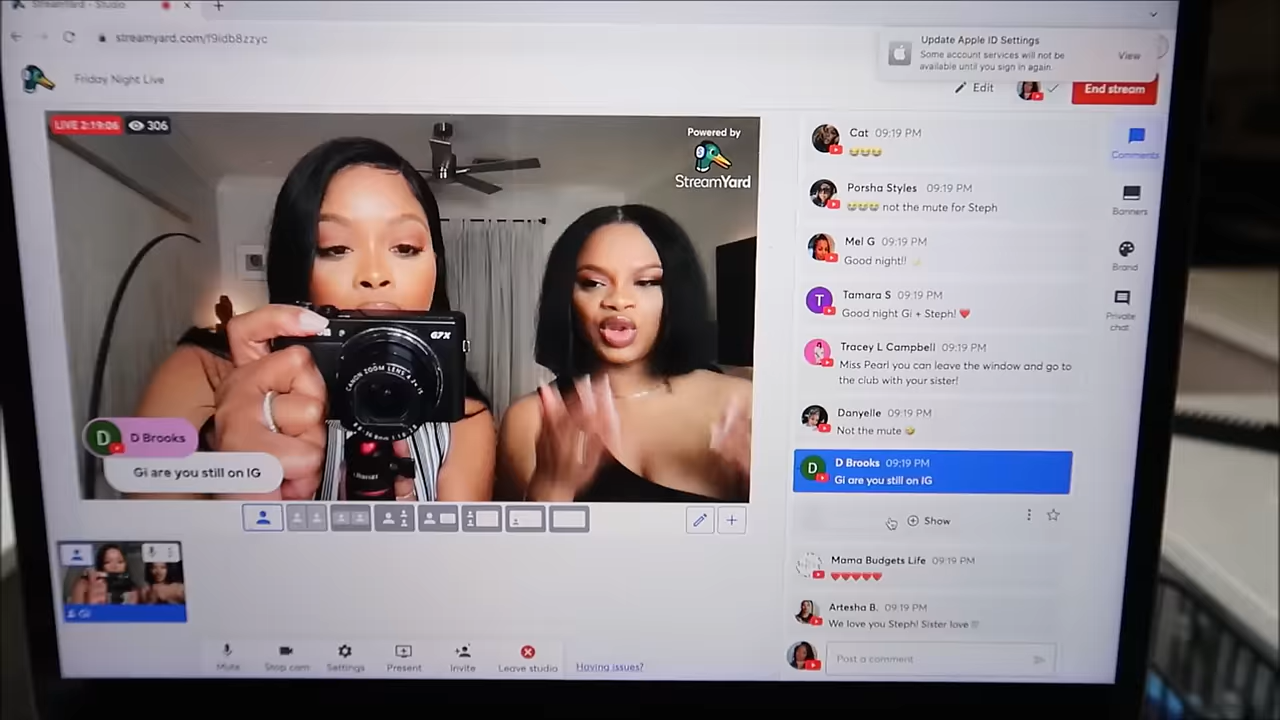 StreamYard - Studio
streamyard.com/f9idb8zzyc
Update Apple ID Settings
Some account services will not be
available until you sign in again.
View
Friday Night Live
Edit
End stream
LIVE 2:19:06 306
Powered by
StreamYard
G7X
CANON ZOOM LENS
D
D Brooks
Gi are you still on IG
Cat 09:19 PM
😂😂😂
Porsha Styles 09:19 PM
😂😂😂 not the mute for Steph
Mel G 09:19 PM
Good night!! 🌙
T
Tamara S 09:19 PM
Good night Gi + Steph! ❤️
Tracey L Campbell 09:19 PM
Miss Pearl you can leave the window and go to
the club with your sister!
Danyelle 09:19 PM
Not the mute 🤣
D
D Brooks 09:19 PM
Gi are you still on IG
Show
Mama Budgets Life 09:19 PM
❤️❤️❤️❤️❤️
Artesha B. 09:19 PM
We love you Steph! Sister love
Post a comment
Comments
Banners
Brand
Private
chat
Gi
Mute
Stop cam
Settings
Present
Invite
Leave studio
Having issues?